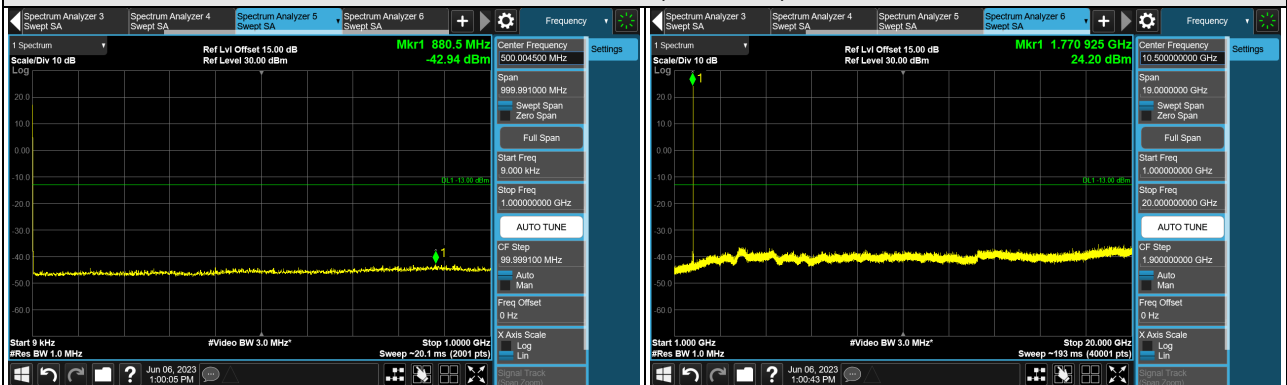 Spectrum Analyzer 3
Swept SA
Spectrum Analyzer 4
Swept SA
Spectrum Analyzer 5
Swept SA
Spectrum Analyzer 6
Swept SA
Frequency
1 Spectrum
Scale/Div 10 dB
Log
Ref Lvl Offset 15.00 dB
Ref Level 30.00 dBm
Mkr1 880.5 MHz
-42.94 dBm
20.0
10.0
0.00
-10.0
-20.0
-30.0
-40.0
-50.0
-60.0
DL1 -13.00 dBm
1
Start 9 kHz
#Res BW 1.0 MHz
#Video BW 3.0 MHz*
Stop 1.0000 GHz
Sweep ~20.1 ms (2001 pts)
Center Frequency
500.004500 MHz
Span
999.991000 MHz
Swept Span
Zero Span
Full Span
Start Freq
9.000 kHz
Stop Freq
1.000000000 GHz
AUTO TUNE
CF Step
99.999100 MHz
Auto
Man
Freq Offset
0 Hz
X Axis Scale
Log
Lin
Signal Track
(Span Zoom)
Settings
?
Jun 06, 2023
1:00:05 PM
Spectrum Analyzer 3
Swept SA
Spectrum Analyzer 4
Swept SA
Spectrum Analyzer 5
Swept SA
Spectrum Analyzer 6
Swept SA
Frequency
1 Spectrum
Scale/Div 10 dB
Log
Ref Lvl Offset 15.00 dB
Ref Level 30.00 dBm
Mkr1 1.770 925 GHz
24.20 dBm
1
20.0
10.0
0.00
-10.0
-20.0
-30.0
-40.0
-50.0
-60.0
DL1 -13.00 dBm
Start 1.000 GHz
#Res BW 1.0 MHz
#Video BW 3.0 MHz*
Stop 20.000 GHz
Sweep ~193 ms (40001 pts)
Center Frequency
10.500000000 GHz
Span
19.0000000 GHz
Swept Span
Zero Span
Full Span
Start Freq
1.000000000 GHz
Stop Freq
20.000000000 GHz
AUTO TUNE
CF Step
1.900000000 GHz
Auto
Man
Freq Offset
0 Hz
X Axis Scale
Log
Lin
Signal Track
(Span Zoom)
Settings
?
Jun 06, 2023
1:00:43 PM